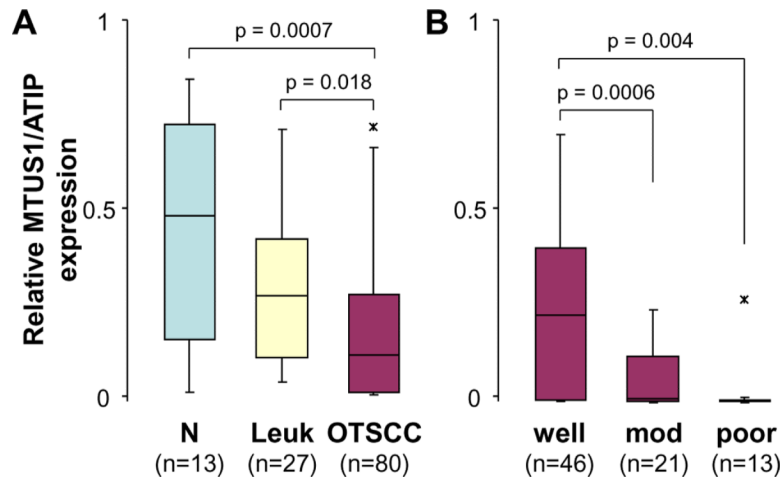 A
1
0.5
0
Relative MTUS1/ATIP
expression
p = 0.0007
p = 0.018
N
Leuk
OTSCC
(n=13)
(n=27)
(n=80)
B
1
0.5
0
p = 0.004
p = 0.0006
well
mod
poor
(n=46)
(n=21)
(n=13)